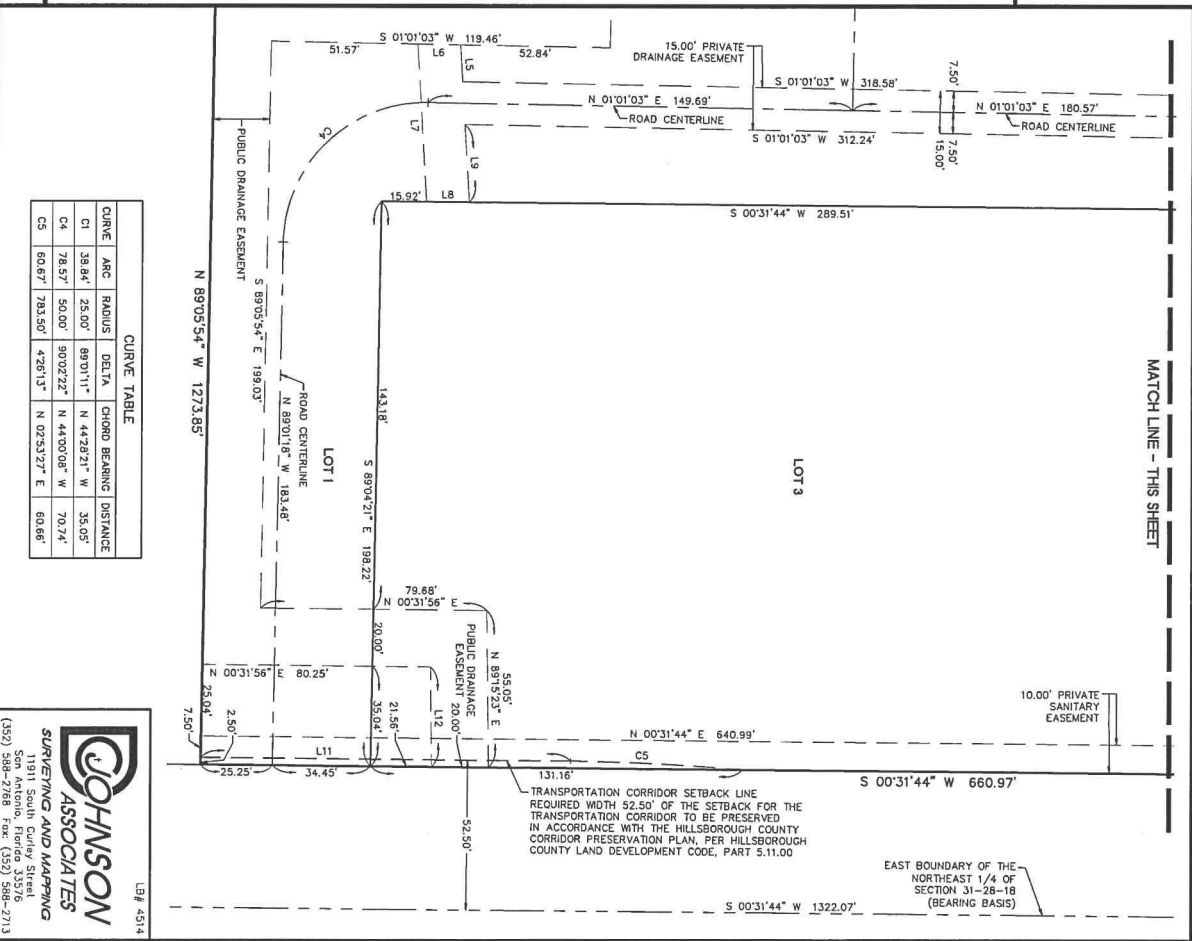 S 01°01'03" W 119.46'
51.57'
L6
52.84'
L5
15.00' PRIVATE
DRAINAGE EASEMENT
S 01°01'03" W 318.58'
7.50'
N 01°01'03" E 149.69'
ROAD CENTERLINE
N 01°01'03" E 180.57'
ROAD CENTERLINE
S 01°01'03" W 312.24'
7.50'
15.00'
C4
L7
L9
15.92'
L8
S 00°31'44" W 289.51'
PUBLIC DRAINAGE EASEMENT
MATCH LINE - THIS SHEET
N 89°05'54" W 1273.85'
S 89°05'54" E 199.03'
ROAD CENTERLINE
N 89°01'18" W 183.48'
LOT 1
143.18'
S 89°04'21" E 198.22'
LOT 3
79.68'
N 00°31'56" E
20.00'
PUBLIC DRAINAGE
EASEMENT
20.00'
55.05'
N 89°15'23" E
N 00°31'56" E 80.25'
25.04'
7.50'
2.50'
35.04'
21.56'
L12
L11
25.25'
34.45'
N 00°31'44" E 640.99'
C5
131.16'
10.00' PRIVATE
SANITARY
EASEMENT
S 00°31'44" W 660.97'
TRANSPORTATION CORRIDOR SETBACK LINE
REQUIRED WIDTH 52.50' OF THE SETBACK FOR THE
TRANSPORTATION CORRIDOR TO BE PRESERVED
IN ACCORDANCE WITH THE HILLSBOROUGH COUNTY
CORRIDOR PRESERVATION PLAN, PER HILLSBOROUGH
COUNTY LAND DEVELOPMENT CODE, PART 5.11.00
52.50'
EAST BOUNDARY OF THE
NORTHEAST 1/4 OF
SECTION 31-28-18
(BEARING BASIS)
S 00°31'44" W 1322.07'
CURVE TABLE
CURVE ARC RADIUS DELTA CHORD BEARING DISTANCE
C1 38.84' 25.00' 89°01'11" N 44°28'21" W 35.05'
C4 78.57' 50.00' 90°02'22" N 44°00'08" W 70.74'
C5 60.67' 783.50' 4°26'13" N 02°53'27" E 60.66'
LB# 4514
JOHNSON
ASSOCIATES
SURVEYING AND MAPPING
11911 South Curley Street
San Antonio, Florida 33576
(352) 588-2768 Fax: (352) 588-2713